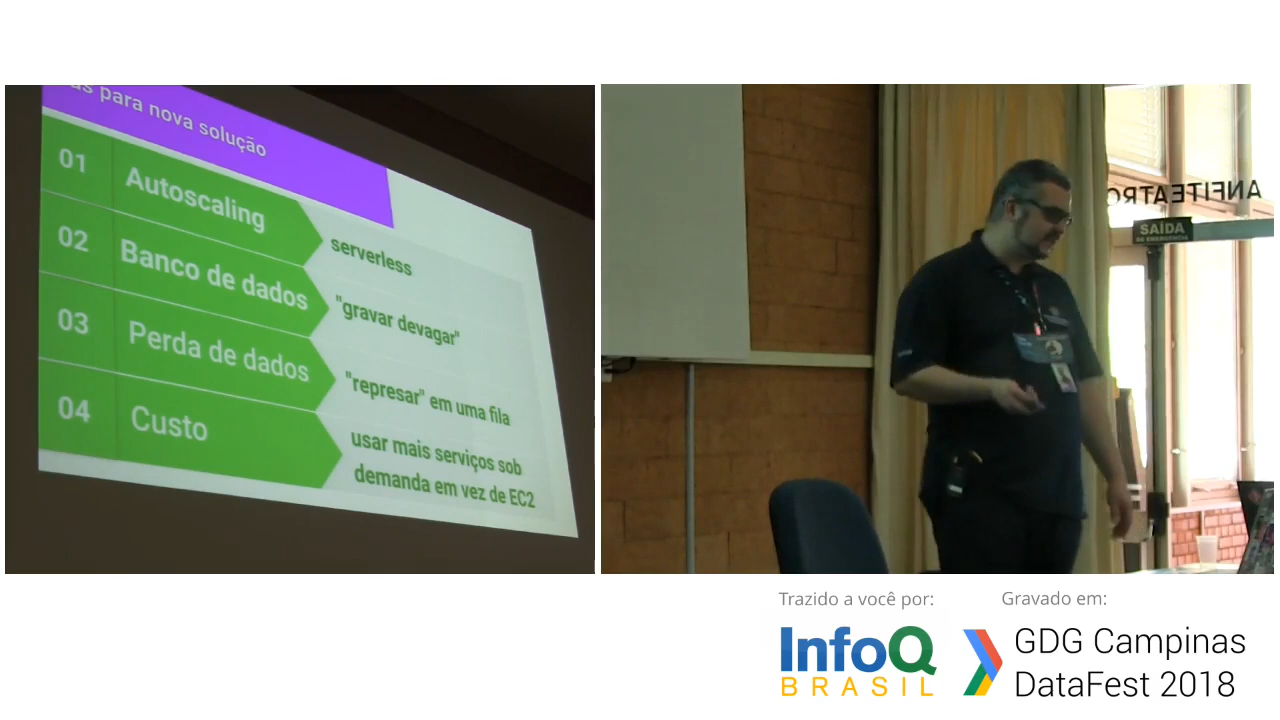 para nova solução
01 Autoscaling
serverless
02 Banco de dados
"gravar devagar"
03 Perda de dados
"represar" em uma fila
04 Custo
usar mais serviços sob
demanda em vez de EC2
ANFITEATRO
SAÍDA
DE EMERGÊNCIA
Trazido a você por:
InfoQ
BRASIL
Gravado em:
GDG Campinas
DataFest 2018